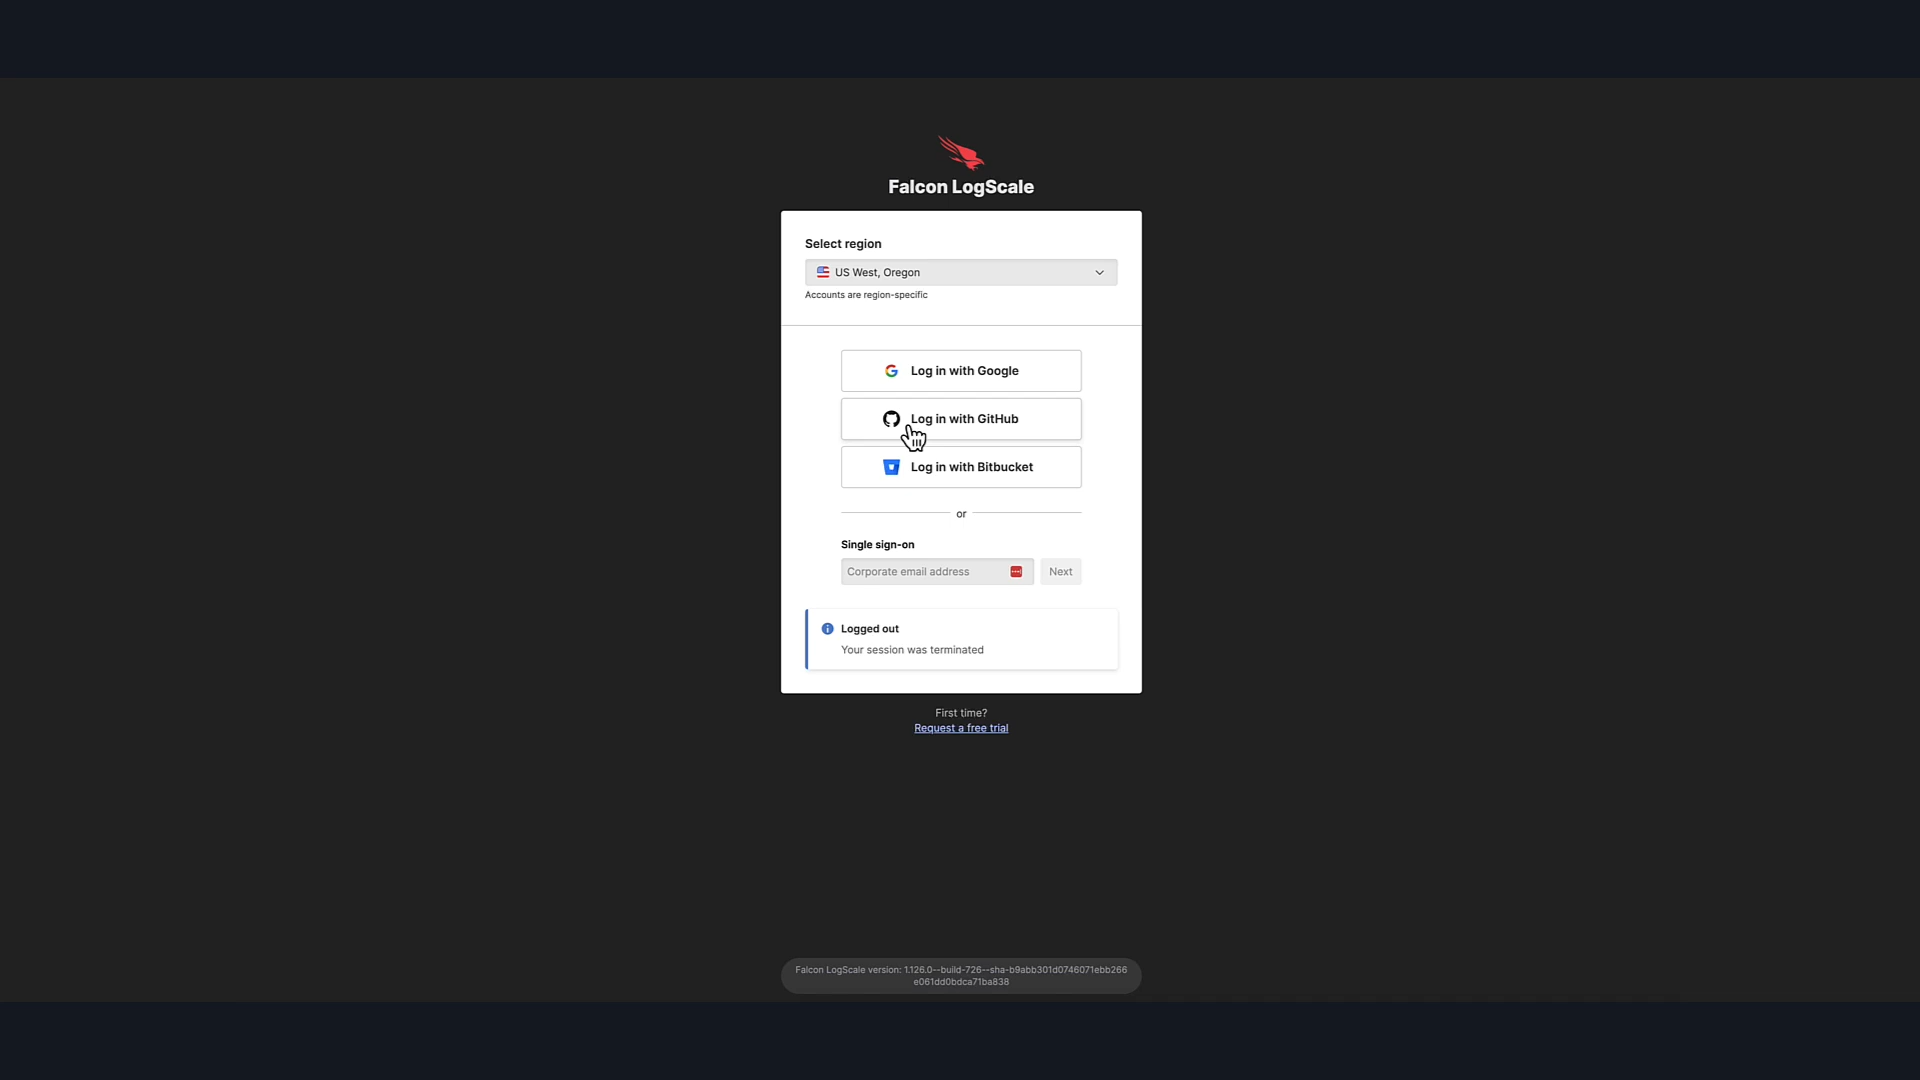 Falcon LogScale
Select region
US West, Oregon
Accounts are region-specific
Log in with Google
Log in with GitHub
Log in with Bitbucket
or
Single sign-on
Corporate email address
Next
Logged out
Your session was terminated
First time?
Request a free trial
Falcon LogScale version: 1.126.0--build-726--sha-b9abb301d0746071ebb266
e061dd0bdca71ba838